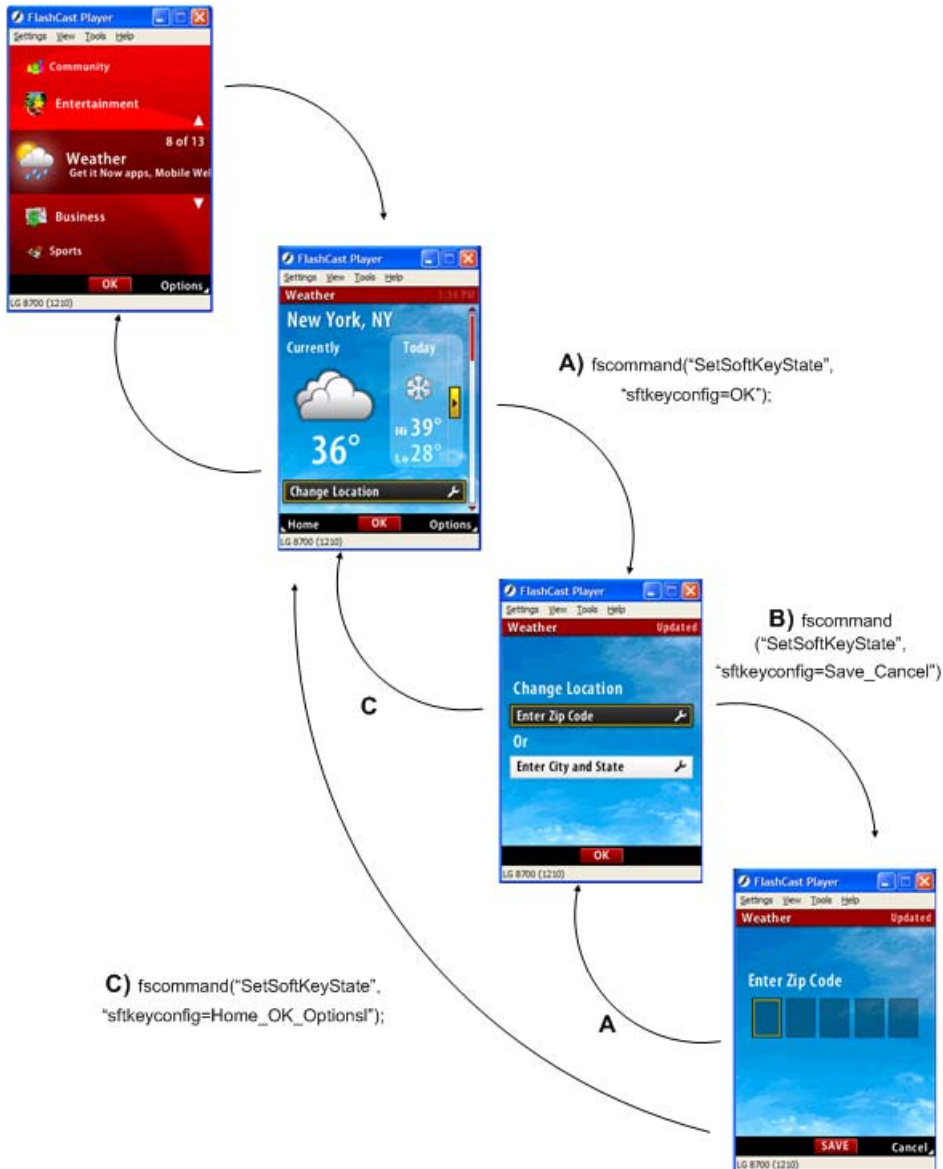 FlashCast Player
Settings View Tools Help
Community
Entertainment
8 of 13
Weather
Get it Now apps, Mobile Wel
Business
Sports
OK Options
LG 8700 (1210)
FlashCast Player
Settings View Tools Help
Weather 3:36 PM
New York, NY
Currently Today
36°
Hi 39°
Lo 28°
Change Location
Home OK Options
LG 8700 (1210)
A) fscommand("SetSoftKeyState",
"sftkeyconfig=OK");
FlashCast Player
Settings View Tools Help
Weather Updated
Change Location
Enter Zip Code
Or
Enter City and State
OK
LG 8700 (1210)
B) fscommand
("SetSoftKeyState",
"sftkeyconfig=Save_Cancel")
C
FlashCast Player
Settings View Tools Help
Weather Updated
Enter Zip Code
SAVE Cancel
LG 8700 (1210)
C) fscommand("SetSoftKeyState",
"sftkeyconfig=Home_OK_Optionsl");
A